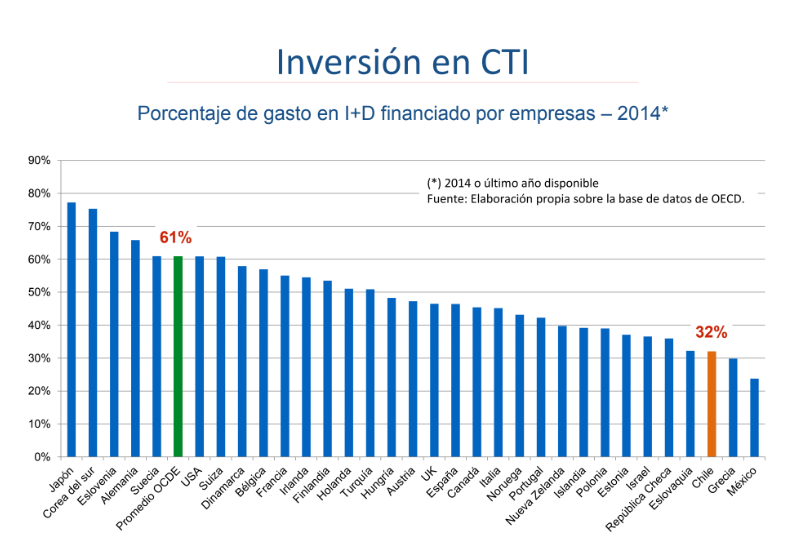 Inversión en CTI
Porcentaje de gasto en I+D financiado por empresas – 2014*
(*) 2014 o último año disponible
Fuente: Elaboración propia sobre la base de datos de OECD.
90%
80%
70%
60%
50%
40%
30%
20%
10%
0%
61%
32%
Japón
Corea del sur
Eslovenia
Alemania
Suecia
Promedio OCDE
USA
Suiza
Dinamarca
Bélgica
Francia
Irlanda
Finlandia
Holanda
Turquía
Hungría
Austria
UK
España
Canadá
Italia
Noruega
Portugal
Nueva Zelanda
Islandia
Polonia
Estonia
Israel
República Checa
Eslovaquia
Chile
Grecia
México